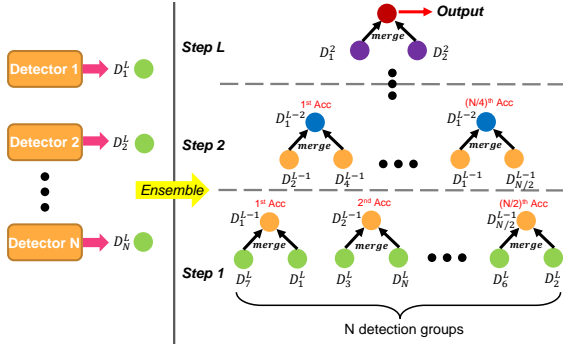 Detector 1
D_1^L
Detector 2
D_2^L
Detector N
D_N^L
Ensemble
Step L
Output
merge
D_1^2
D_2^2
Step 2
1st Acc
D_1^{L-2}
merge
D_2^{L-1}
D_4^{L-1}
(N/4)th Acc
D_1^{L-2}
merge
D_1^{L-1}
D_{N/2}^{L-1}
Step 1
1st Acc
D_1^{L-1}
merge
D_7^L
D_1^L
2nd Acc
D_2^{L-1}
merge
D_3^L
D_N^L
(N/2)th Acc
D_{N/2}^{L-1}
merge
D_6^L
D_2^L
N detection groups